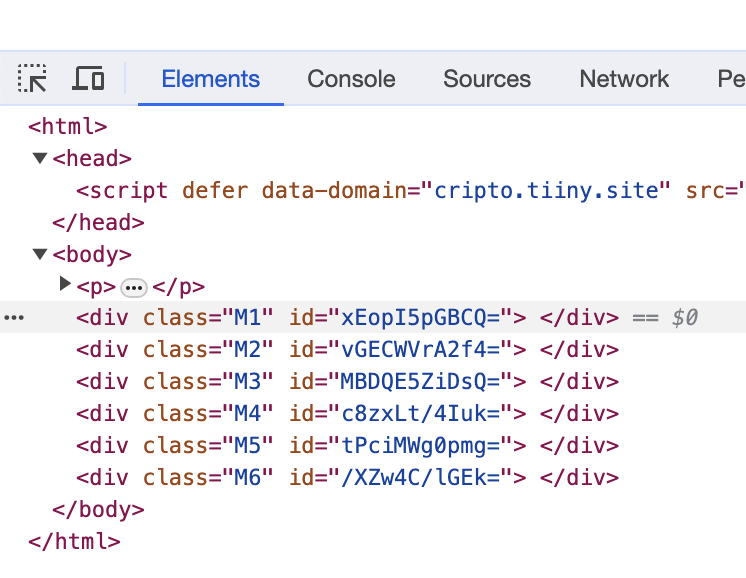 Elements Console Sources Network Pe
<html>
<head>
<script defer data-domain="cripto.tiiny.site" src="
</head>
<body>
<p> ••• </p>
<div class="M1" id="xEopI5pGBCQ="> </div> == $0
<div class="M2" id="vGECWVrA2f4="> </div>
<div class="M3" id="MBDQE5ZiDsQ="> </div>
<div class="M4" id="c8zxLt/4Iuk="> </div>
<div class="M5" id="tPciMWg0pmg="> </div>
<div class="M6" id="/XZw4C/lGEk="> </div>
</body>
</html>